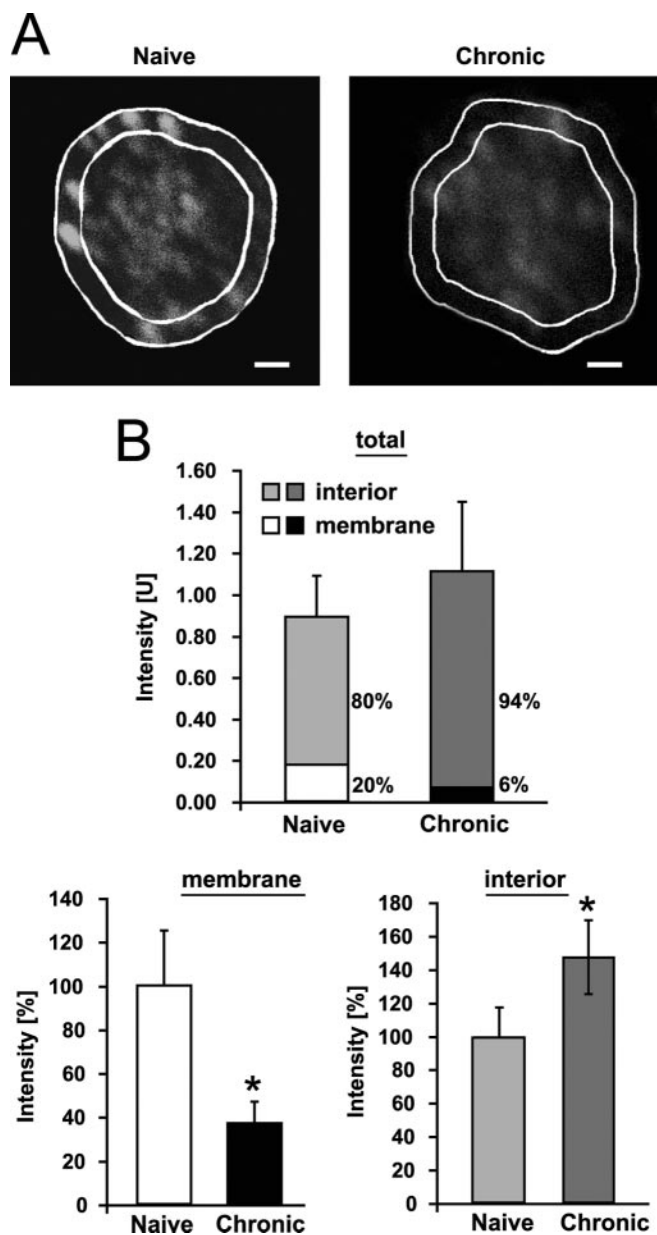 A
Naive
Chronic
B
total
1.60
1.40
1.20
1.00
0.80
0.60
0.40
0.20
0.00
Intensity [U]
interior
membrane
80%
20%
94%
6%
Naive
Chronic
membrane
140
120
100
80
60
40
20
0
Intensity [%]
*
Naive
Chronic
interior
180
160
140
120
100
80
60
40
20
0
Intensity [%]
*
Naive
Chronic